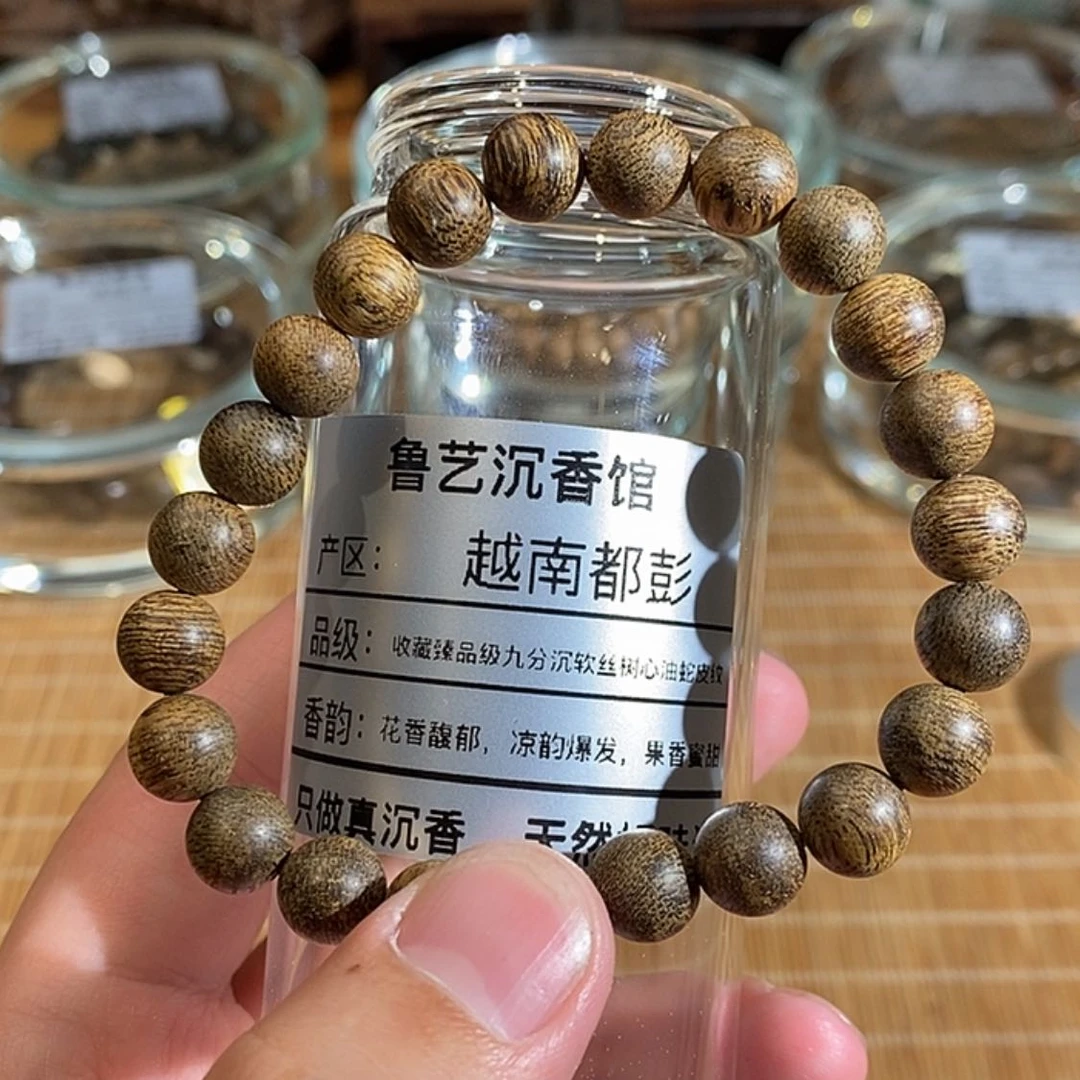 鲁艺沉香馆
产区： 越南都彭
品级：收藏臻品级九分沉软丝树心油蛇皮纹
香韵：花香馥郁，凉韵爆发，果香蜜甜
只做真沉香 天然